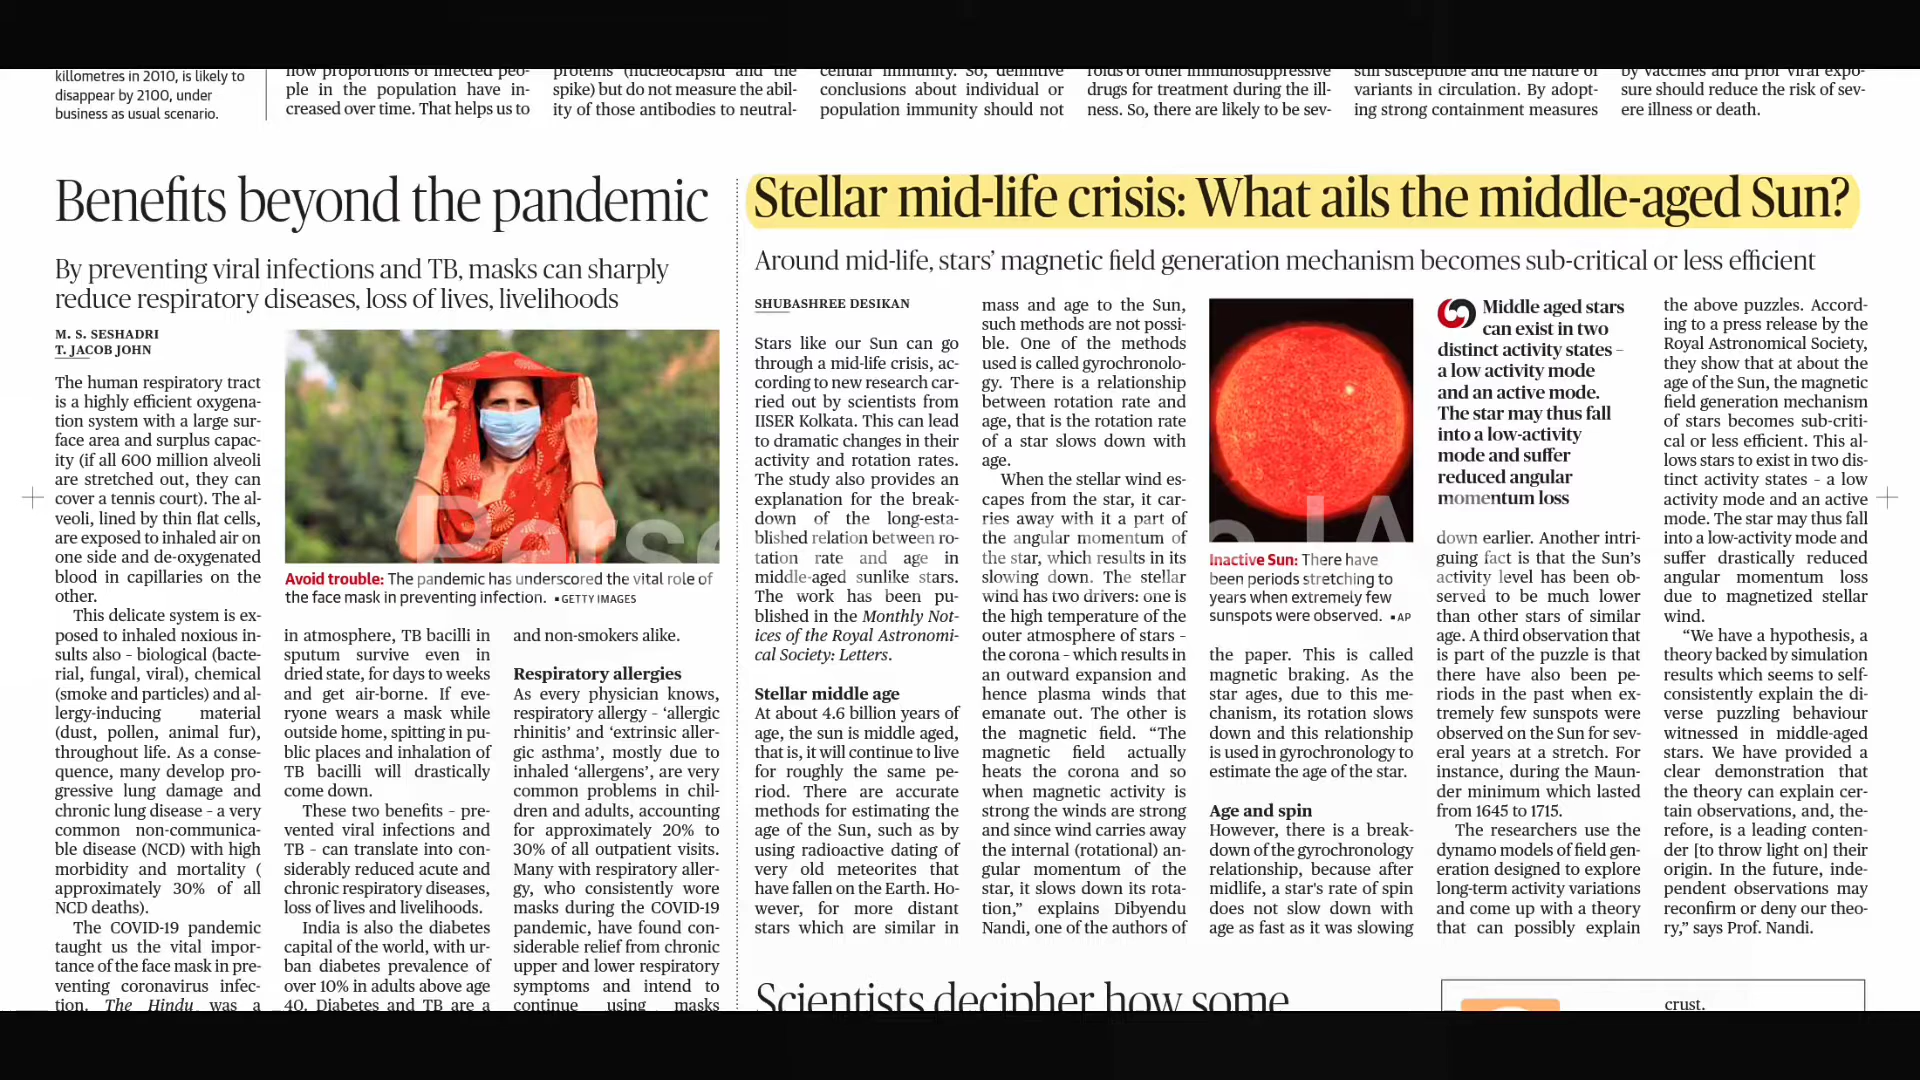 killometres in 2010, is likely to
disappear by 2100, under
business as usual scenario.
how proportions of infected peo-
ple in the population have in-
creased over time. That helps us to
proteins (nucleocapsid and the
spike) but do not measure the abil-
ity of those antibodies to neutral-
cellular immunity. So, definitive
conclusions about individual or
population immunity should not
roids or other immunosuppressive
drugs for treatment during the ill-
ness. So, there are likely to be sev-
still susceptible and the nature of
variants in circulation. By adopt-
ing strong containment measures
by vaccines and prior viral expo-
sure should reduce the risk of sev-
ere illness or death.
Benefits beyond the pandemic
By preventing viral infections and TB, masks can sharply
reduce respiratory diseases, loss of lives, livelihoods
M. S. SESHADRI
T. JACOB JOHN
The human respiratory tract
is a highly efficient oxygena-
tion system with a large sur-
face area and surplus capac-
ity (if all 600 million alveoli
are stretched out, they can
cover a tennis court). The al-
veoli, lined by thin flat cells,
are exposed to inhaled air on
one side and de-oxygenated
blood in capillaries on the
other.
This delicate system is ex-
posed to inhaled noxious in-
sults also – biological (bacte-
rial, fungal, viral), chemical
(smoke and particles) and al-
lergy-inducing material
(dust, pollen, animal fur),
throughout life. As a conse-
quence, many develop pro-
gressive lung damage and
chronic lung disease – a very
common non-communica-
ble disease (NCD) with high
morbidity and mortality (
approximately 30% of all
NCD deaths).
The COVID-19 pandemic
taught us the vital impor-
tance of the face mask in pre-
venting coronavirus infec-
tion. The Hindu was a
Avoid trouble: The pandemic has underscored the vital role of
the face mask in preventing infection. ▪ GETTY IMAGES
in atmosphere, TB bacilli in
sputum survive even in
dried state, for days to weeks
and get air-borne. If eve-
ryone wears a mask while
outside home, spitting in pu-
blic places and inhalation of
TB bacilli will drastically
come down.
These two benefits – pre-
vented viral infections and
TB – can translate into con-
siderably reduced acute and
chronic respiratory diseases,
loss of lives and livelihoods.
India is also the diabetes
capital of the world, with ur-
ban diabetes prevalence of
over 10% in adults above age
40. Diabetes and TB are a
and non-smokers alike.
Respiratory allergies
As every physician knows,
respiratory allergy – ‘allergic
rhinitis’ and ‘extrinsic aller-
gic asthma’, mostly due to
inhaled ‘allergens’, are very
common problems in chil-
dren and adults, accounting
for approximately 20% to
30% of all outpatient visits.
Many with respiratory aller-
gy, who consistently wore
masks during the COVID-19
pandemic, have found con-
siderable relief from chronic
upper and lower respiratory
symptoms and intend to
continue using masks
Stellar mid-life crisis: What ails the middle-aged Sun?
Around mid-life, stars’ magnetic field generation mechanism becomes sub-critical or less efficient
SHUBASHREE DESIKAN
Stars like our Sun can go
through a mid-life crisis, ac-
cording to new research car-
ried out by scientists from
IISER Kolkata. This can lead
to dramatic changes in their
activity and rotation rates.
The study also provides an
explanation for the break-
down of the long-esta-
blished relation between ro-
tation rate and age in
middle-aged sunlike stars.
The work has been pu-
blished in the Monthly Not-
ices of the Royal Astronomi-
cal Society: Letters.
Stellar middle age
At about 4.6 billion years of
age, the sun is middle aged,
that is, it will continue to live
for roughly the same pe-
riod. There are accurate
methods for estimating the
age of the Sun, such as by
using radioactive dating of
very old meteorites that
have fallen on the Earth. Ho-
wever, for more distant
stars which are similar in
mass and age to the Sun,
such methods are not possi-
ble. One of the methods
used is called gyrochronolo-
gy. There is a relationship
between rotation rate and
age, that is the rotation rate
of a star slows down with
age.
When the stellar wind es-
capes from the star, it car-
ries away with it a part of
the angular momentum of
the star, which results in its
slowing down. The stellar
wind has two drivers: one is
the high temperature of the
outer atmosphere of stars –
the corona – which results in
an outward expansion and
hence plasma winds that
emanate out. The other is
the magnetic field. “The
magnetic field actually
heats the corona and so
when magnetic activity is
strong the winds are strong
and since wind carries away
the internal (rotational) an-
gular momentum of the
star, it slows down its rota-
tion,” explains Dibyendu
Nandi, one of the authors of
Inactive Sun: There have
been periods stretching to
years when extremely few
sunspots were observed. ▪ AP
the paper. This is called
magnetic braking. As the
star ages, due to this me-
chanism, its rotation slows
down and this relationship
is used in gyrochronology to
estimate the age of the star.
Age and spin
However, there is a break-
down of the gyrochronology
relationship, because after
midlife, a star's rate of spin
does not slow down with
age as fast as it was slowing
Middle aged stars
can exist in two
distinct activity states –
a low activity mode
and an active mode.
The star may thus fall
into a low-activity
mode and suffer
reduced angular
momentum loss
down earlier. Another intri-
guing fact is that the Sun’s
activity level has been ob-
served to be much lower
than other stars of similar
age. A third observation that
is part of the puzzle is that
there have also been pe-
riods in the past when ex-
tremely few sunspots were
observed on the Sun for sev-
eral years at a stretch. For
instance, during the Maun-
der minimum which lasted
from 1645 to 1715.
The researchers use the
dynamo models of field gen-
eration designed to explore
long-term activity variations
and come up with a theory
that can possibly explain
the above puzzles. Accord-
ing to a press release by the
Royal Astronomical Society,
they show that at about the
age of the Sun, the magnetic
field generation mechanism
of stars becomes sub-criti-
cal or less efficient. This al-
lows stars to exist in two dis-
tinct activity states – a low
activity mode and an active
mode. The star may thus fall
into a low-activity mode and
suffer drastically reduced
angular momentum loss
due to magnetized stellar
wind.
“We have a hypothesis, a
theory backed by simulation
results which seems to self-
consistently explain the di-
verse puzzling behaviour
witnessed in middle-aged
stars. We have provided a
clear demonstration that
the theory can explain cer-
tain observations, and, the-
refore, is a leading conten-
der [to throw light on] their
origin. In the future, inde-
pendent observations may
reconfirm or deny our theo-
ry,” says Prof. Nandi.
Scientists decipher how some
crust.